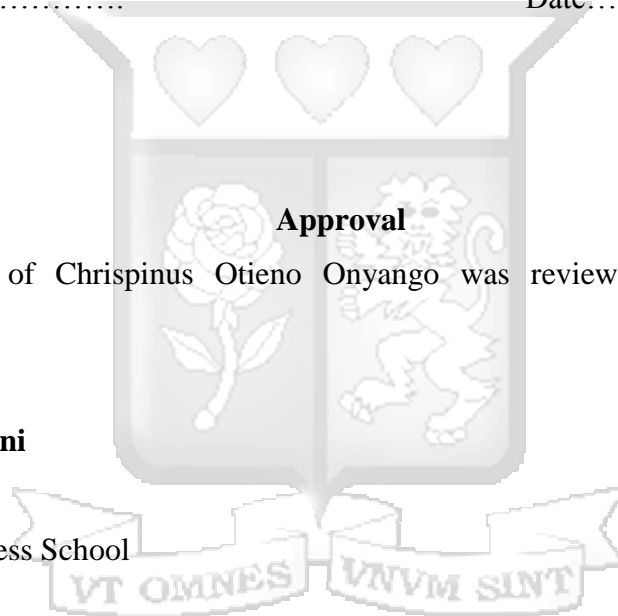 …………. Date…
Approval
of Chrispinus Otieno Onyango was review
ni
ess School
VT OMNES VNVM SINT